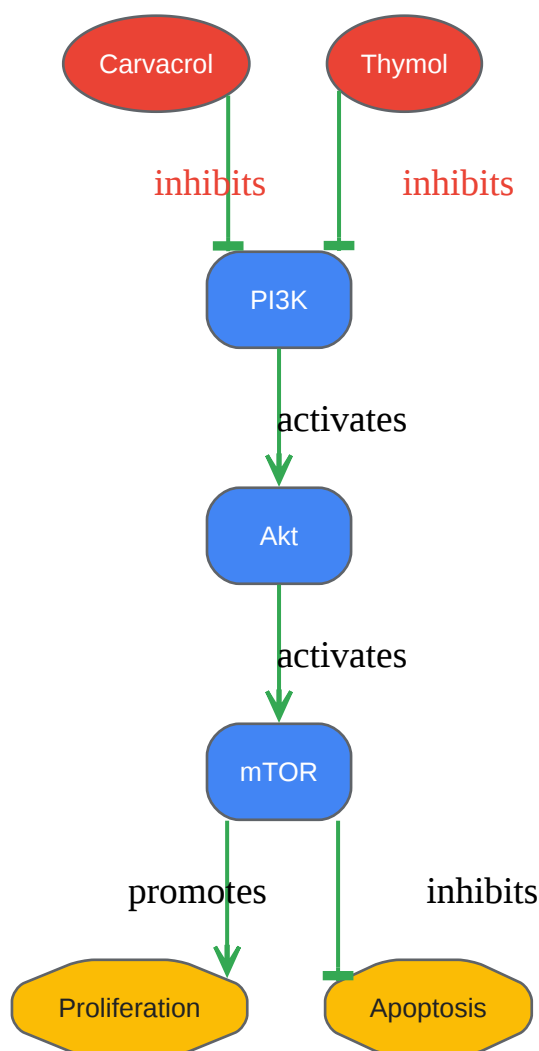 Carvacrol Thymol
inhibits inhibits
PI3K
activates
Akt
activates
mTOR
promotes inhibits
Proliferation Apoptosis